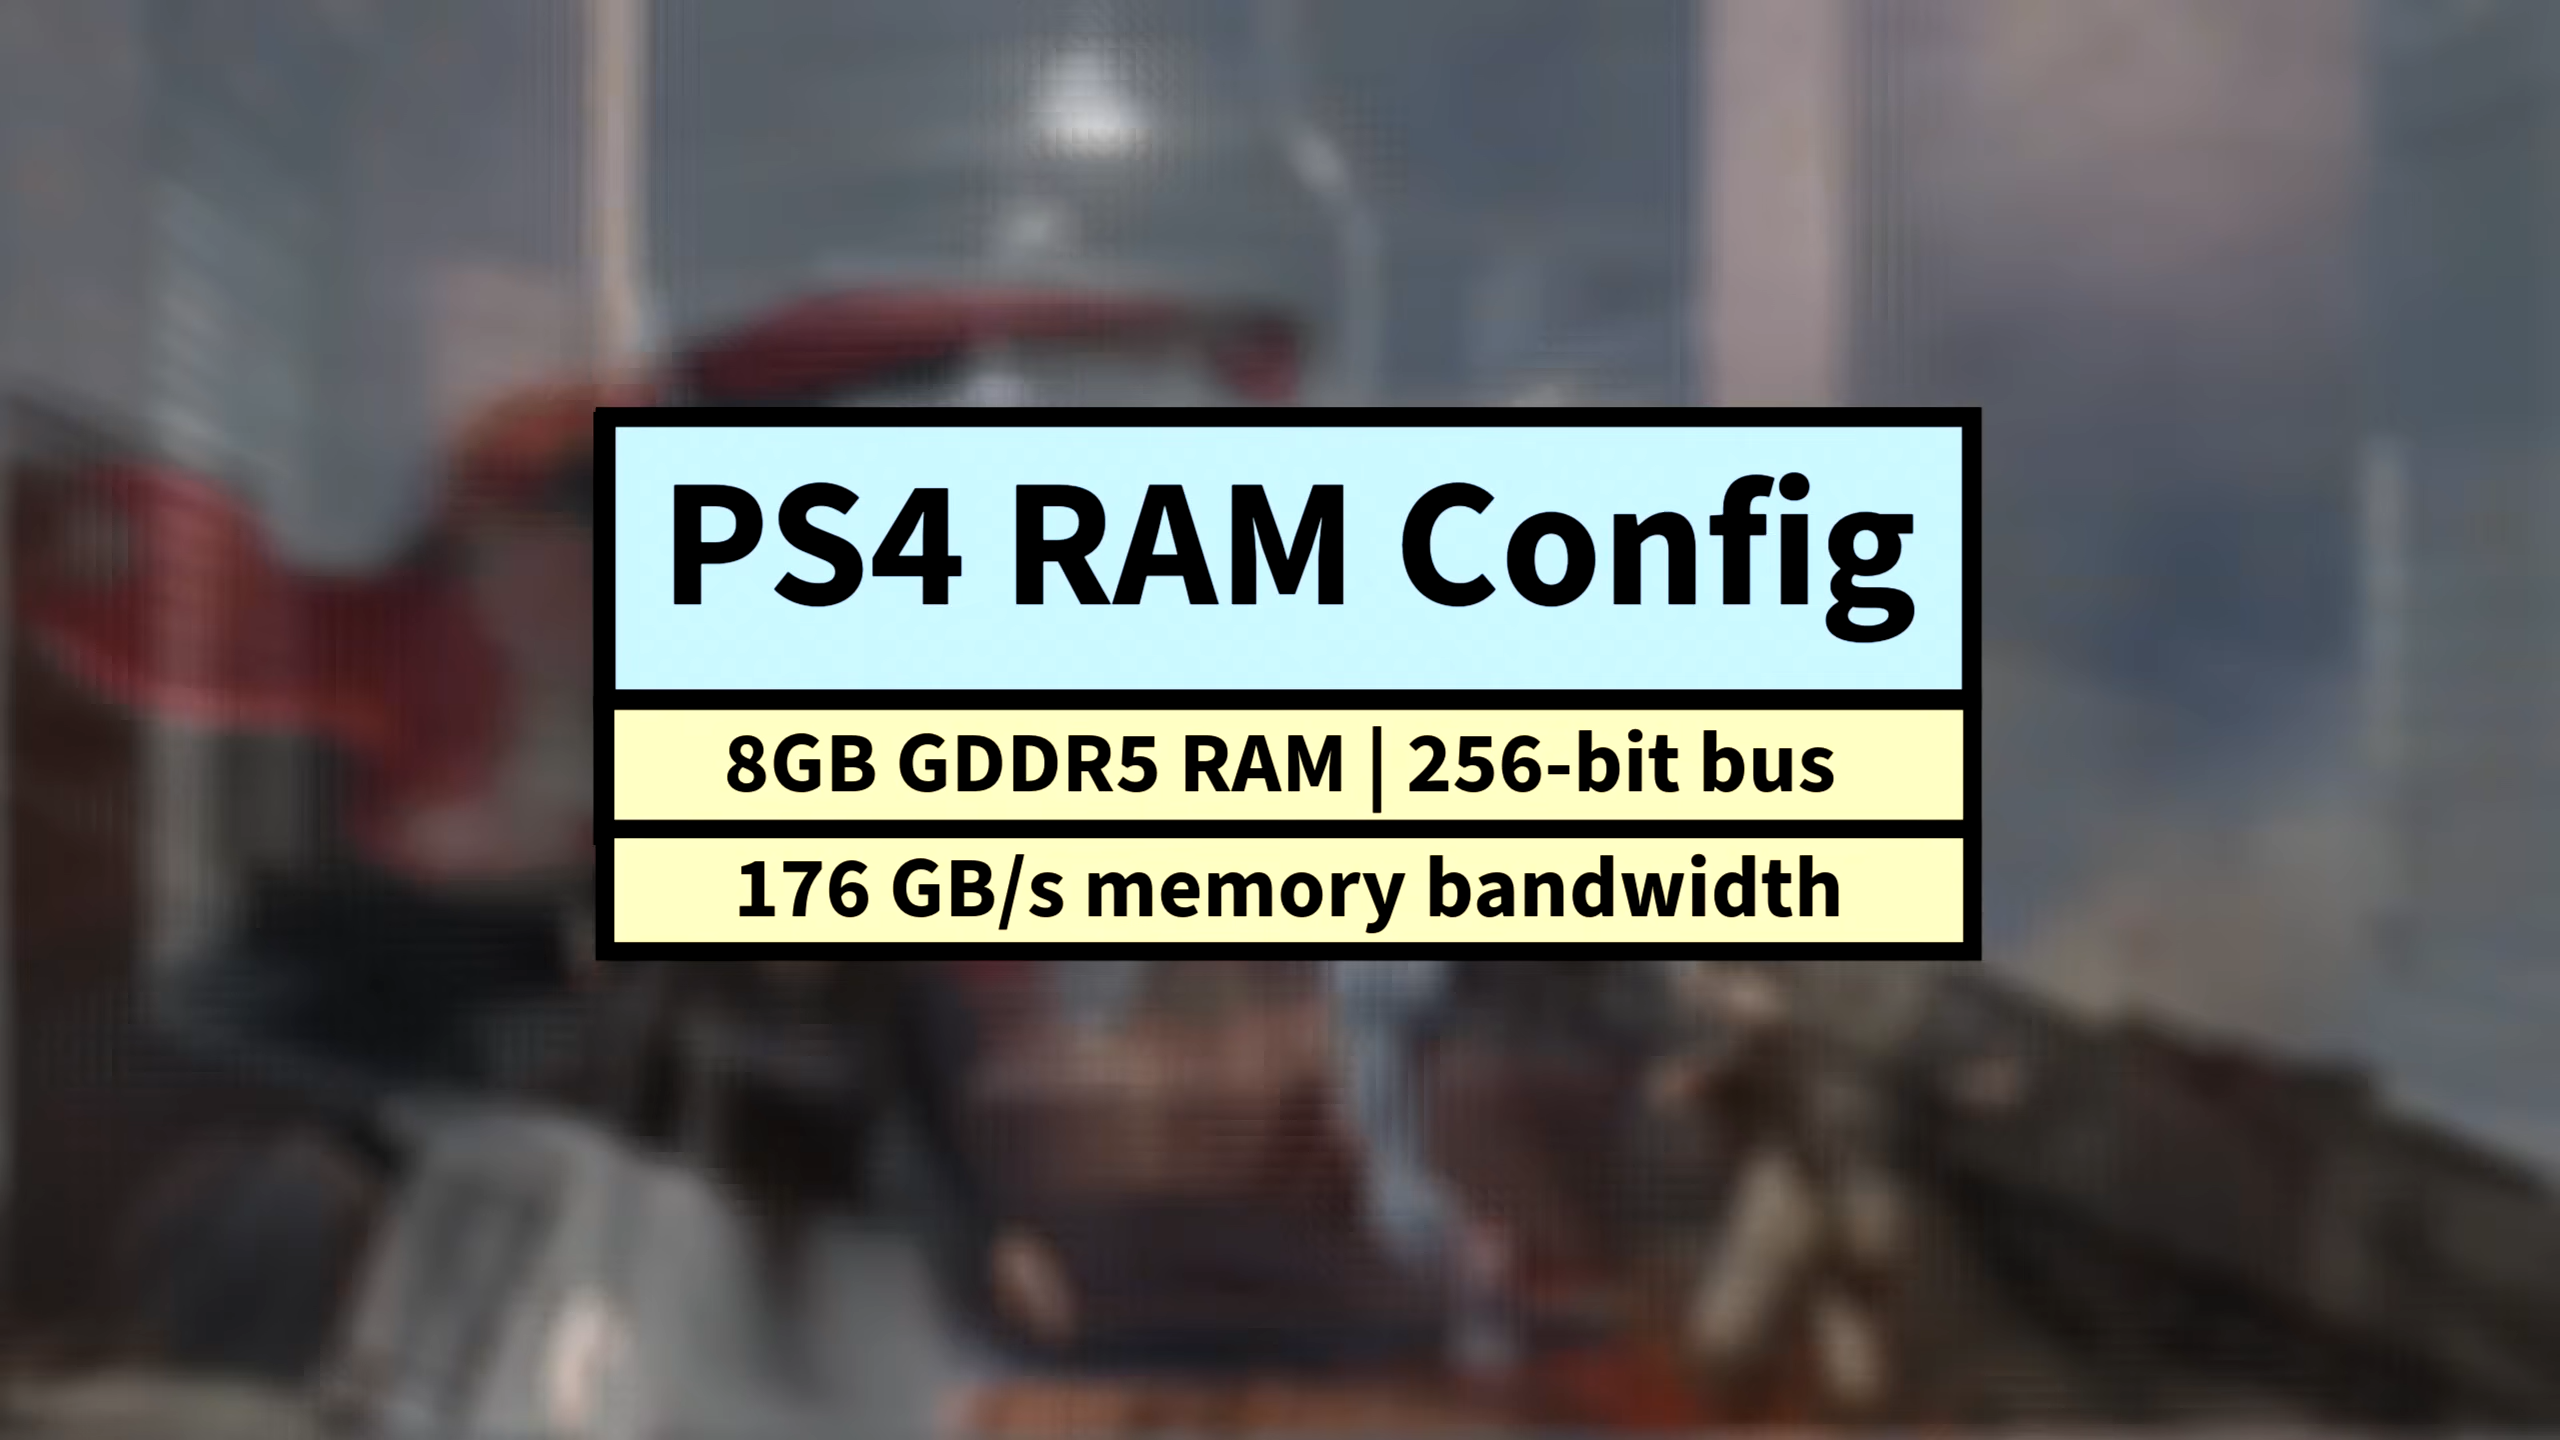 PS4 RAM Config
8GB GDDR5 RAM | 256-bit bus
176 GB/s memory bandwidth